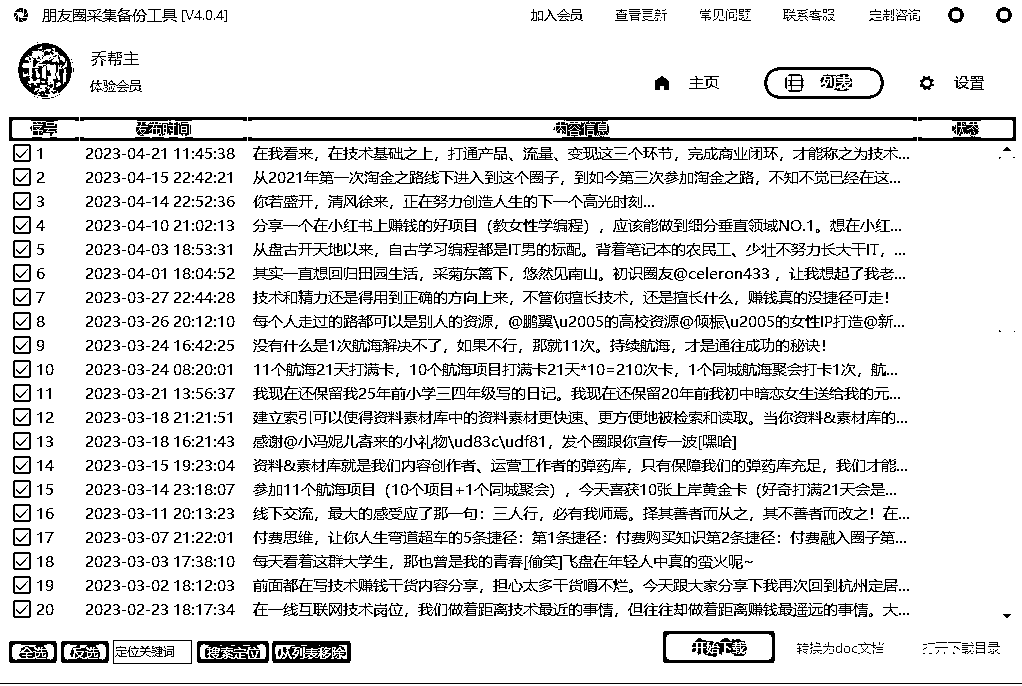 朋友圈采集备份工具 [V4.0.4] 加入会员 查看更新 常见问题 联系客服 定制咨询
乔帮主
体验会员
主页 列表 设置
序号 发布时间 内容信息 状态
1 2023-04-21 11:45:38 在我看来，在技术基础之上，打通产品、流量、变现这三个环节，完成商业闭环，才能称之为技术...
2 2023-04-15 22:42:21 从2021年第一次淘金之路线下进入到这个圈子，到如今第三次参加淘金之路，不知不觉已经在这...
3 2023-04-14 22:52:36 你若盛开，清风徐来，正在努力创造人生的下一个高光时刻...
4 2023-04-10 21:02:13 分享一个在小红书上赚钱的好项目（教女性学编程），应该能做到细分垂直领域NO.1。想在小红...
5 2023-04-03 18:53:31 从盘古开天地以来，自古学习编程都是IT男的标配。背着笔记本的农民工、少壮不努力长大干IT，...
6 2023-04-01 18:04:52 其实一直想回归田园生活，采菊东篱下，悠然见南山。初识圈友@celeron433 ，让我想起了我老...
7 2023-03-27 22:44:28 技术和精力还是得用到正确的方向上来，不管你擅长技术，还是擅长什么，赚钱真的没捷径可走！
8 2023-03-26 20:12:10 每个人走过的路都可以是别人的资源，@鹏翼\u2005的高校资源@倾振\u2005的女性IP打造@新...
9 2023-03-24 16:42:25 没有什么是1次航海解决不了，如果不行，那就11次。持续航海，才是通往成功的秘诀！
10 2023-03-24 08:20:01 11个航海21天打满卡，10个航海项目打满卡21天*10=210次卡，1个同城航海聚会打卡1次，航...
11 2023-03-21 13:56:37 我现在还保留我25年前小学三四年级写的日记。我现在还保留20年前我初中暗恋女生送给我的元...
12 2023-03-18 21:21:51 建立索引可以使得资料素材库中的资料素材更快速、更方便地被检索和读取。当你资料&素材库的...
13 2023-03-18 16:21:43 感谢@小冯妮儿寄来的小礼物\ud83c\udf81，发个圈跟你宣传一波[嘿哈]
14 2023-03-15 19:23:04 资料&素材库就是我们内容创作者、运营工作者的弹药库，只有保障我们的弹药库充足，我们才能...
15 2023-03-14 23:18:07 参加11个航海项目（10个项目+1个同城聚会），今天喜获10张上岸黄金卡（好奇打满21天会是...
16 2023-03-11 20:13:23 线下交流，最大的感受应了那一句：三人行，必有我师焉。择其善者而从之，其不善者而改之！在...
17 2023-03-07 21:22:01 付费思维，让你人生弯道超车的5条捷径：第1条捷径：付费购买知识第2条捷径：付费融入圈子第...
18 2023-03-03 17:38:10 每天看着这群大学生，那也曾是我的青春[偷笑]飞盘在年轻人中真的蛮火呢~
19 2023-03-02 18:12:03 前面都在写技术赚钱干货内容分享，担心太多干货嚼不烂。今天跟大家分享下我再次回到杭州定居...
20 2023-02-23 18:17:34 在一线互联网技术岗位，我们做着距离技术最近的事情，但往往却做着距离赚钱最遥远的事情。大...
全选 反选 定位关键词 搜索定位 从列表移除 开始下载 转换为doc文档 打开下载目录